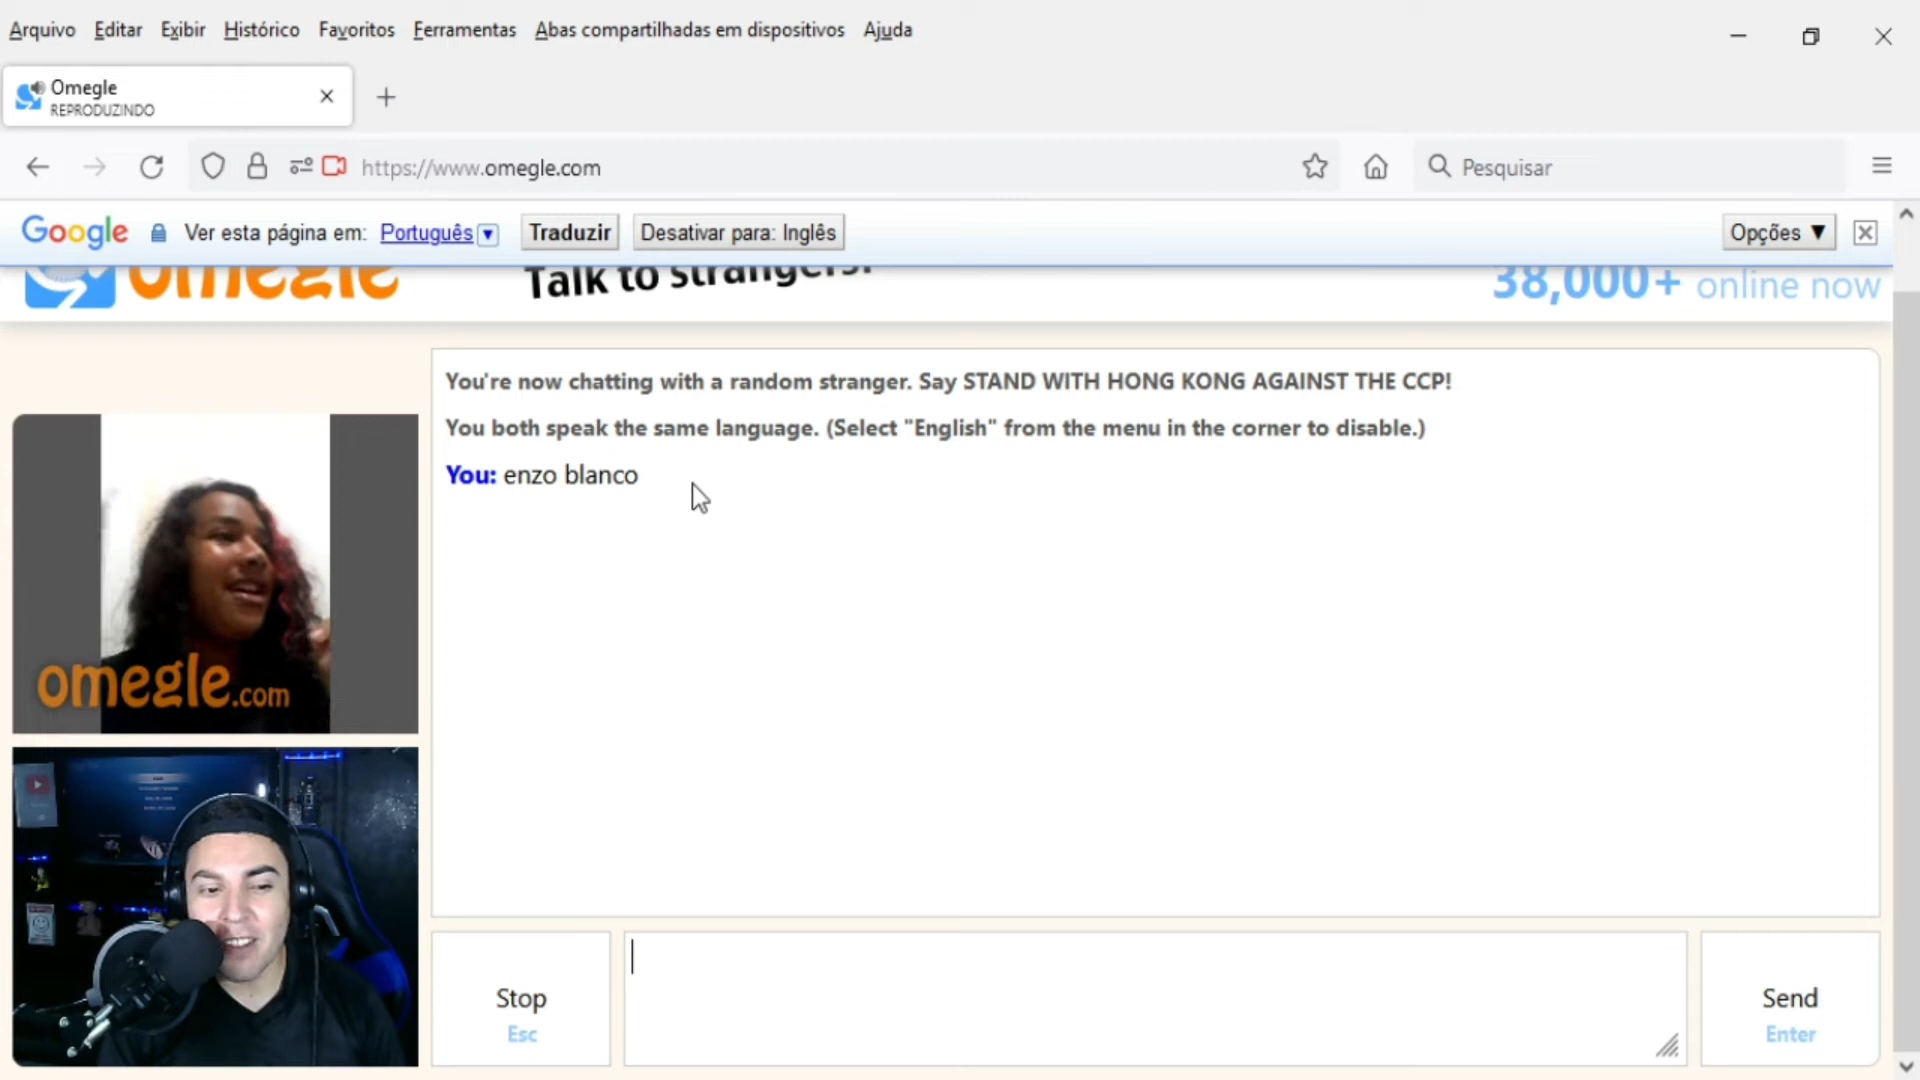 Arquivo Editar Exibir Histórico Favoritos Ferramentas Abas compartilhadas em dispositivos Ajuda
Omegle
REPRODUZINDO
https://www.omegle.com
Pesquisar
Google Ver esta página em: Português Traduzir Desativar para: Inglês Opções ▼
omegle Talk to strangers! 38,000+ online now
You're now chatting with a random stranger. Say STAND WITH HONG KONG AGAINST THE CCP!
You both speak the same language. (Select "English" from the menu in the corner to disable.)
You: enzo blanco
omegle.com
Stop
Esc
Send
Enter